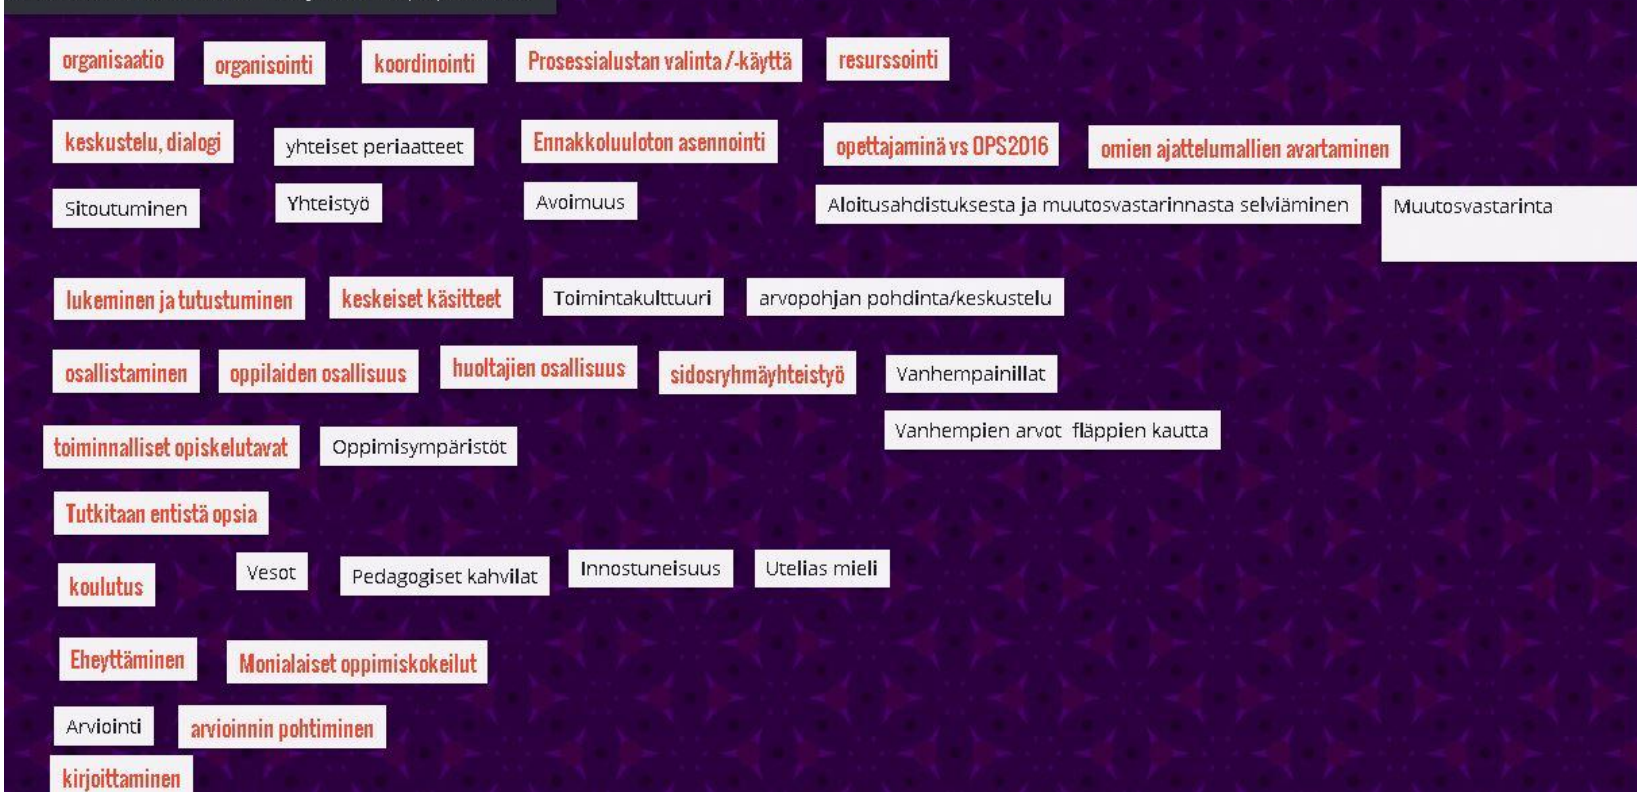 organisaatio organisointi koordinointi Prosessialustan valinta /-käyttä resurssointi
keskustelu, dialogi yhteiset periaatteet Ennakkoluuloton asennointi opettajaminä vs OPS2016 omien ajattelumallien avartaminen
Sitoutuminen Yhteistyö Avoimuus Aloitusahdistuksesta ja muutosvastarinnasta selviäminen Muutosvastarinta
lukeminen ja tutustuminen keskeiset käsitteet Toimintakulttuuri arvopohjan pohdinta/keskustelu
osallistaminen oppilaiden osallisuus huoltajien osallisuus sidosryhmäyhteistyö Vanhempainillat
Vanhempien arvot fläppien kautta
toiminnalliset opiskelutavat Oppimisympäristöt
Tutkitaan entistä opsia
koulutus Vesot Pedagogiset kahvilat Innostuneisuus Utelias mieli
Eheyttäminen Monialaiset oppimiskokeilut
Arviointi arvioinnin pohtiminen
kirjoittaminen